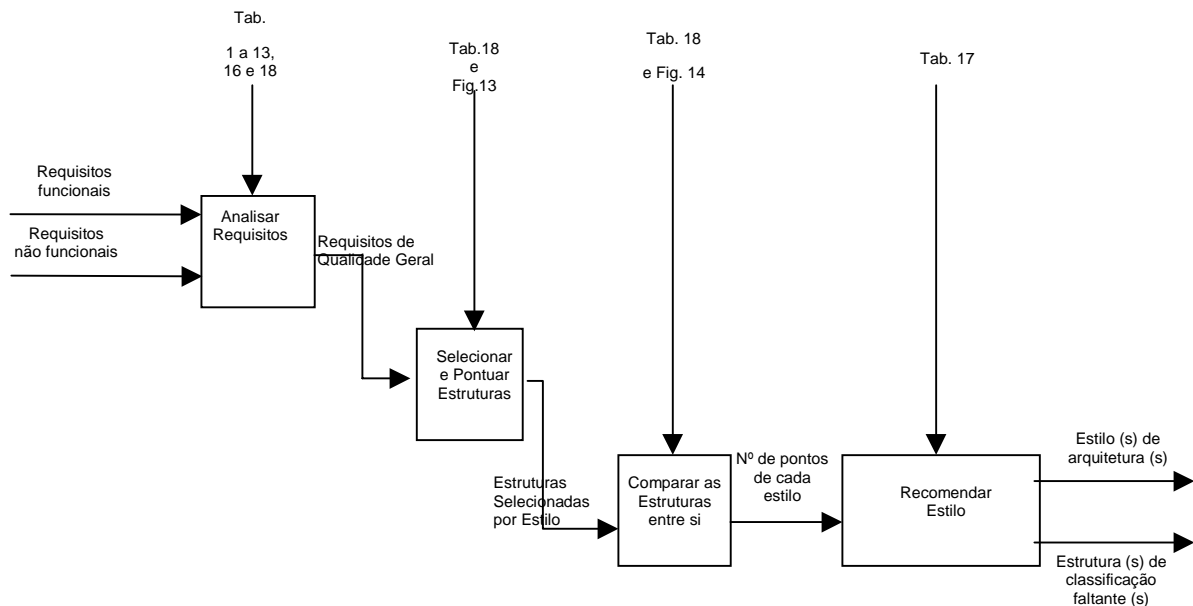 Tab.
1 a 13,
16 e 18
Tab.18
e
Fig.13
Tab. 18
e Fig. 14
Tab. 17
Requisitos
funcionais
Requisitos
não funcionais
Analisar
Requisitos
Requisitos de
Qualidade Geral
Selecionar
e Pontuar
Estruturas
Estruturas
Selecionadas
por Estilo
Comparar as
Estruturas
entre si
Nº de pontos
de cada
estilo
Recomendar
Estilo
Estilo (s) de
arquitetura (s)
Estrutura (s) de
classificação
faltante (s)